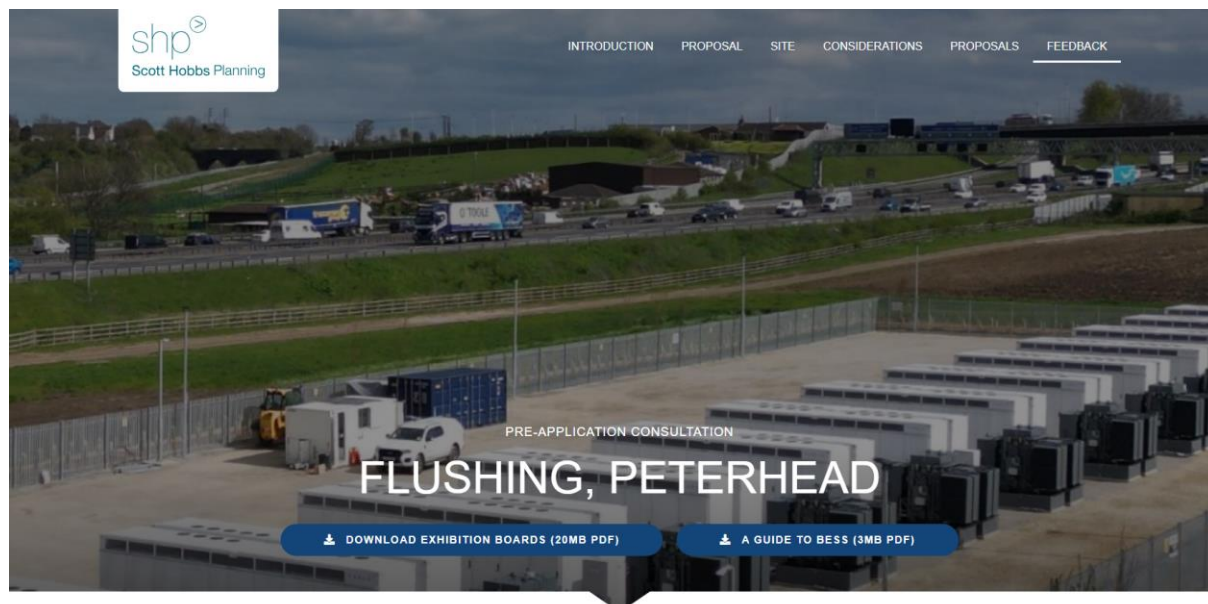 shp
Scott Hobbs Planning
INTRODUCTION PROPOSAL SITE CONSIDERATIONS PROPOSALS FEEDBACK
O'TOOLE
PRE-APPLICATION CONSULTATION
FLUSHING, PETERHEAD
DOWNLOAD EXHIBITION BOARDS (20MB PDF) A GUIDE TO BESS (3MB PDF)